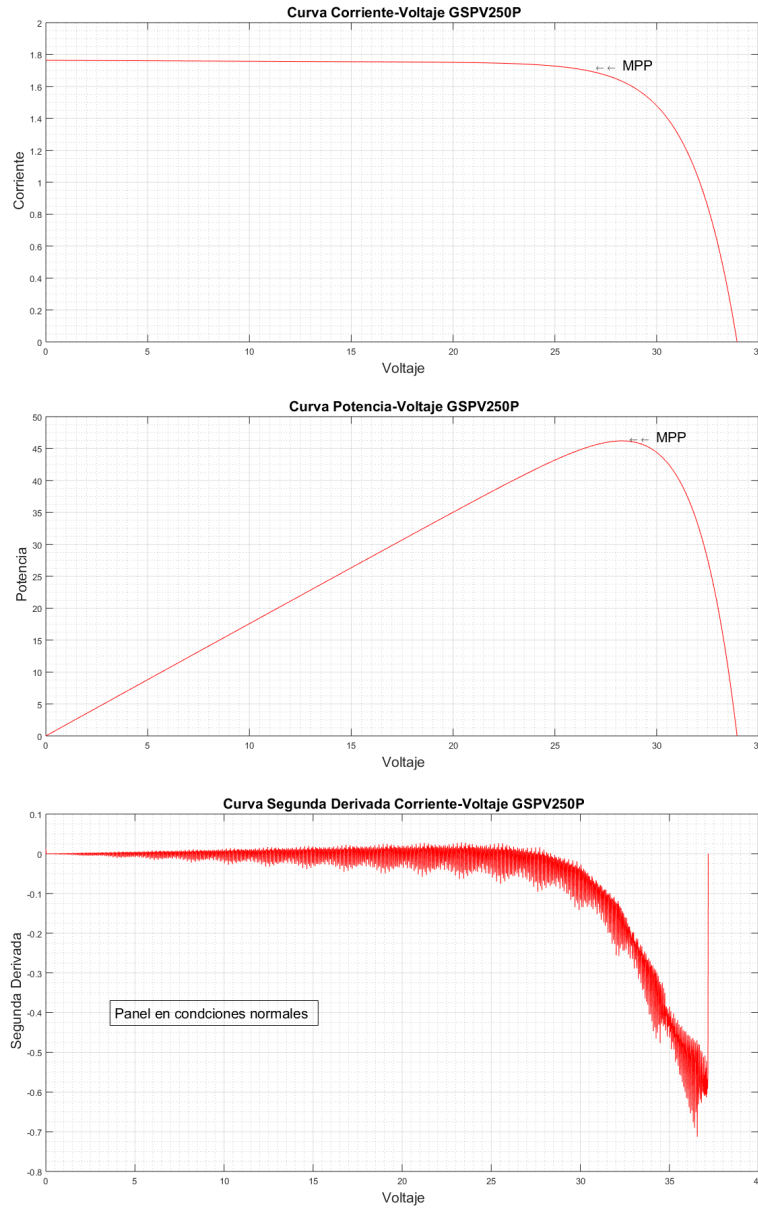 Curva Corriente-Voltaje GSPV250P
2
1.8
1.6
1.4
1.2
1
0.8
0.6
0.4
0.2
0
Corriente
←← MPP
0 5 10 15 20 25 30 35
Voltaje
Curva Potencia-Voltaje GSPV250P
50
45
40
35
30
25
20
15
10
5
0
Potencia
←← MPP
0 5 10 15 20 25 30
Voltaje
Curva Segunda Derivada Corriente-Voltaje GSPV250P
0.1
0
-0.1
-0.2
-0.3
-0.4
-0.5
-0.6
-0.7
-0.8
Segunda Derivada
Panel en condciones normales
0 5 10 15 20 25 30 35
Voltaje